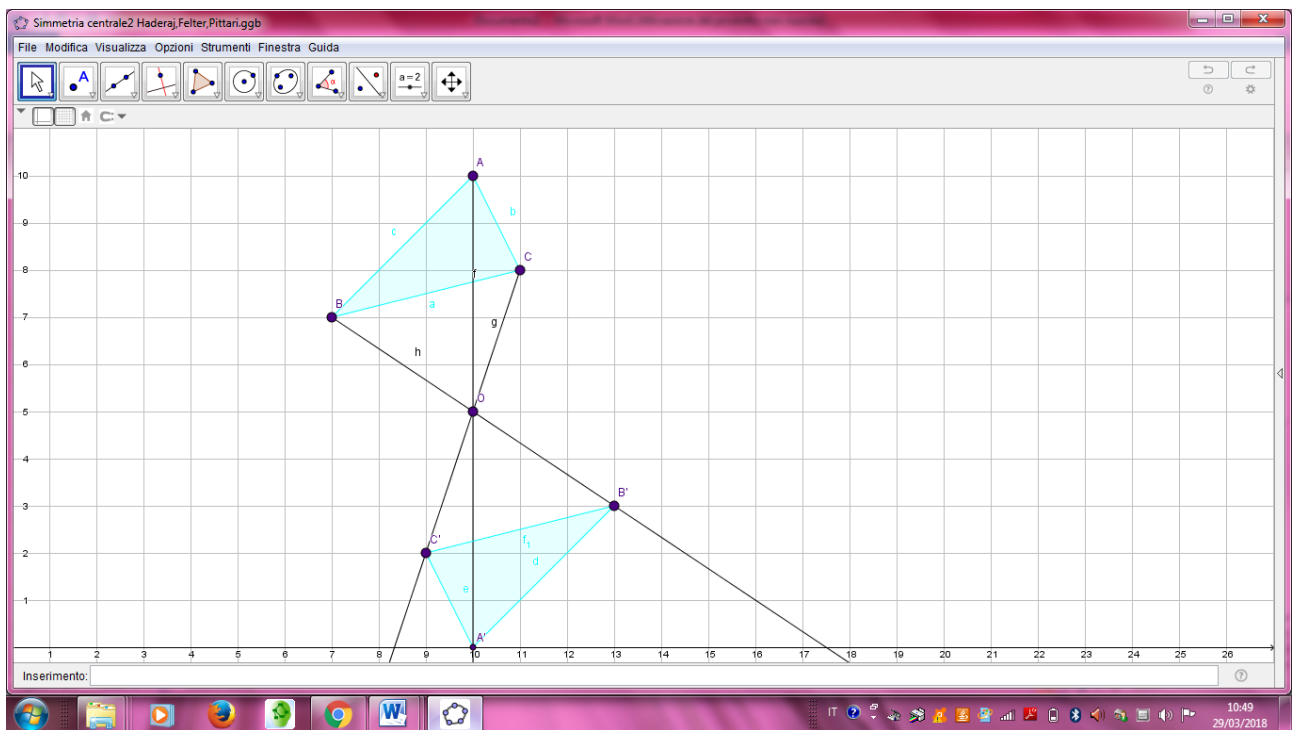 Simmetria centrale2 Haderaj,Felter,Pittari.ggb
File Modifica Visualizza Opzioni Strumenti Finestra Guida
A
α
a=2
A
10
b
9
c
C
8
f
B
a
7
g
h
6
O
5
4
B'
3
C'
f₁
2
d
e
1
A'
1 2 3 4 5 6 7 8 9 10 11 12 13 14 15 16 17 18 19 20 21 22 23 24 25 26
Inserimento:
W
IT
10:49
29/03/2018